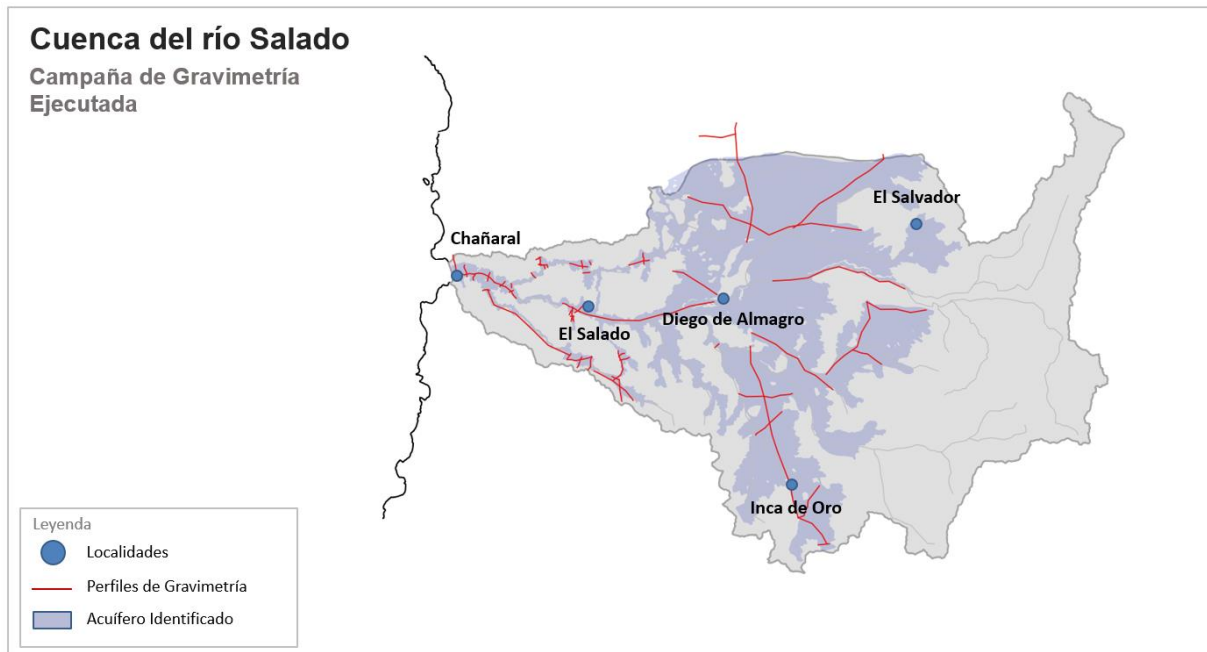 Cuenca del río Salado
Campaña de Gravimetría
Ejecutada
El Salvador
Chañaral
El Salado
Diego de Almagro
Inca de Oro
Leyenda
Localidades
Perfiles de Gravimetría
Acuífero Identificado